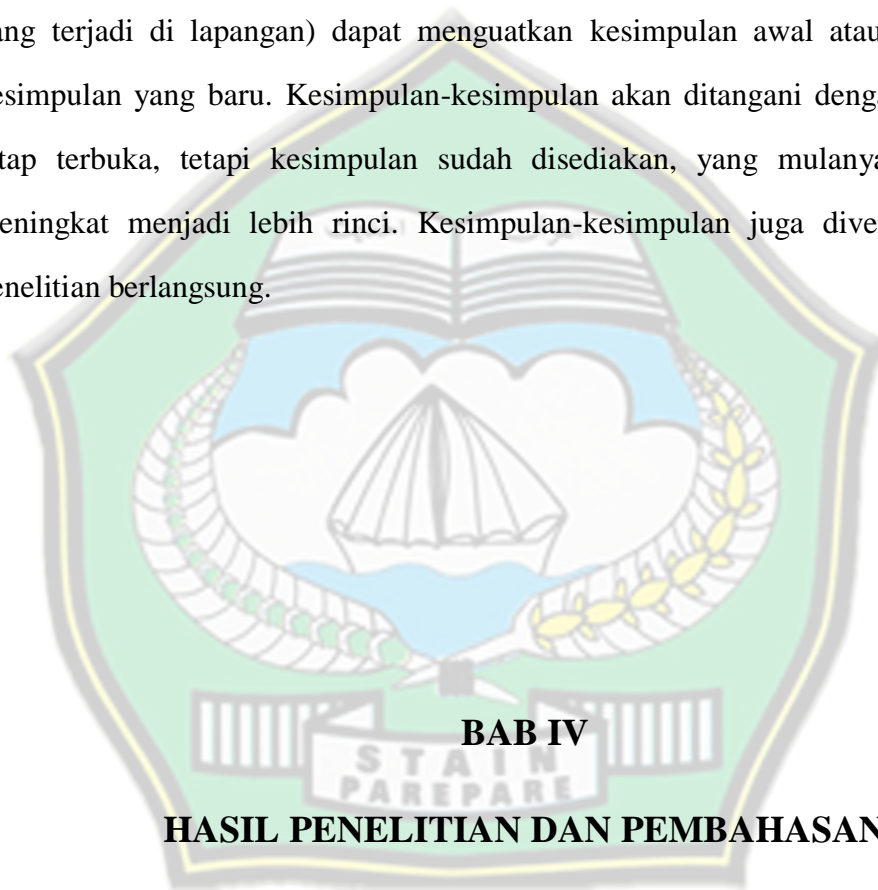 ang terjadi di lapangan) dapat menguatkan kesimpulan awal atau
esimpulan yang baru. Kesimpulan-kesimpulan akan ditangani denga
tap terbuka, tetapi kesimpulan sudah disediakan, yang mulanya
eningkat menjadi lebih rinci. Kesimpulan-kesimpulan juga dive
enelitian berlangsung.
BAB IV
STAIN
PAREPARE
HASIL PENELITIAN DAN PEMBAHASAN